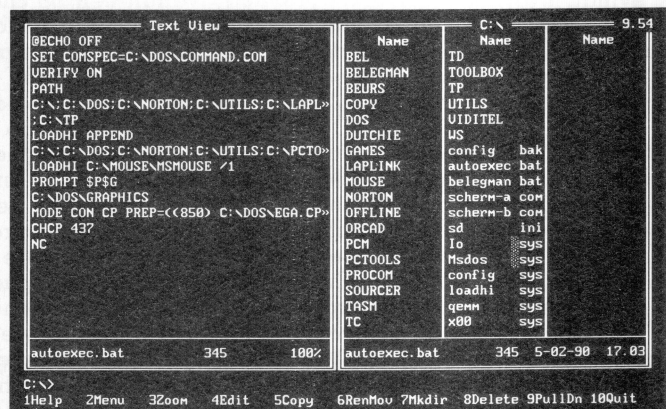 Text View
@ECHO OFF
SET COMSPEC=C:\DOS\COMMAND.COM
VERIFY ON
PATH
C:\;C:\DOS;C:\NORTON;C:\UTILS;C:\LAPL»
;C:\TP
LOADHI APPEND
C:\;C:\DOS;C:\NORTON;C:\UTILS;C:\PCTO»
LOADHI C:\MOUSE\MSMOUSE /1
PROMPT $P$G
C:\DOS\GRAPHICS
MODE CON CP PREP=((850) C:\DOS\EGA.CP»
CHCP 437
NC
autoexec.bat 345 100%
C:\ 9.54
Name Name Name
BEL TD
BELEGMAN TOOLBOX
BEURS TP
COPY UTILS
DOS VIDITEL
DUTCHIE WS
GAMES config bak
LAPLINK autoexec bat
MOUSE belegman bat
NORTON scherm-a com
OFFLINE scherm-b com
ORCAD sd ini
PCM Io sys
PCTOOLS Msdos sys
PROCOM config sys
SOURCER loadhi sys
TASM qemm sys
TC x00 sys
autoexec.bat 345 5-02-90 17.03
C:\>
1Help 2Menu 3Zoom 4Edit 5Copy 6RenMov 7Mkdir 8Delete 9PullDn 10Quit